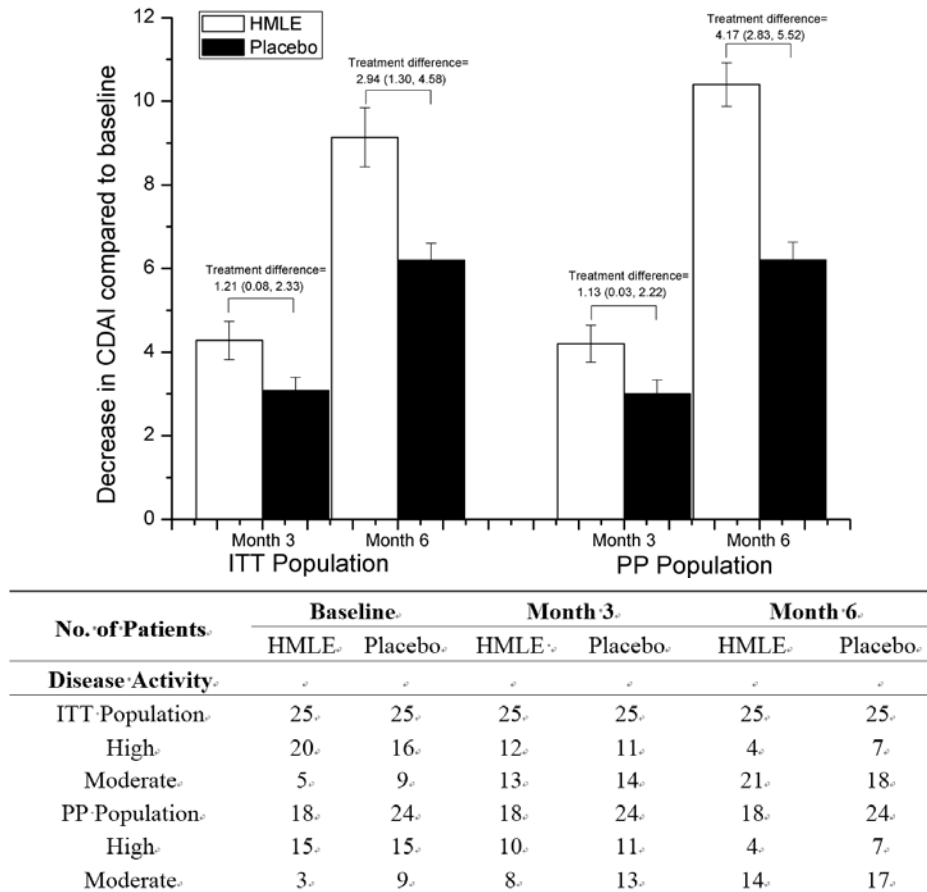 12
10
8
6
4
2
0
Decrease in CDAI compared to baseline
HMLE
Placebo
Treatment difference=
2.94 (1.30, 4.58)
Treatment difference=
4.17 (2.83, 5.52)
Treatment difference=
1.21 (0.08, 2.33)
Treatment difference=
1.13 (0.03, 2.22)
Month 3 Month 6 Month 3 Month 6
ITT Population PP Population
No. of Patients Baseline Month 3 Month 6
HMLE Placebo HMLE Placebo HMLE Placebo
Disease Activity
ITT Population 25 25 25 25 25 25
High 20 16 12 11 4 7
Moderate 5 9 13 14 21 18
PP Population 18 24 18 24 18 24
High 15 15 10 11 4 7
Moderate 3 9 8 13 14 17